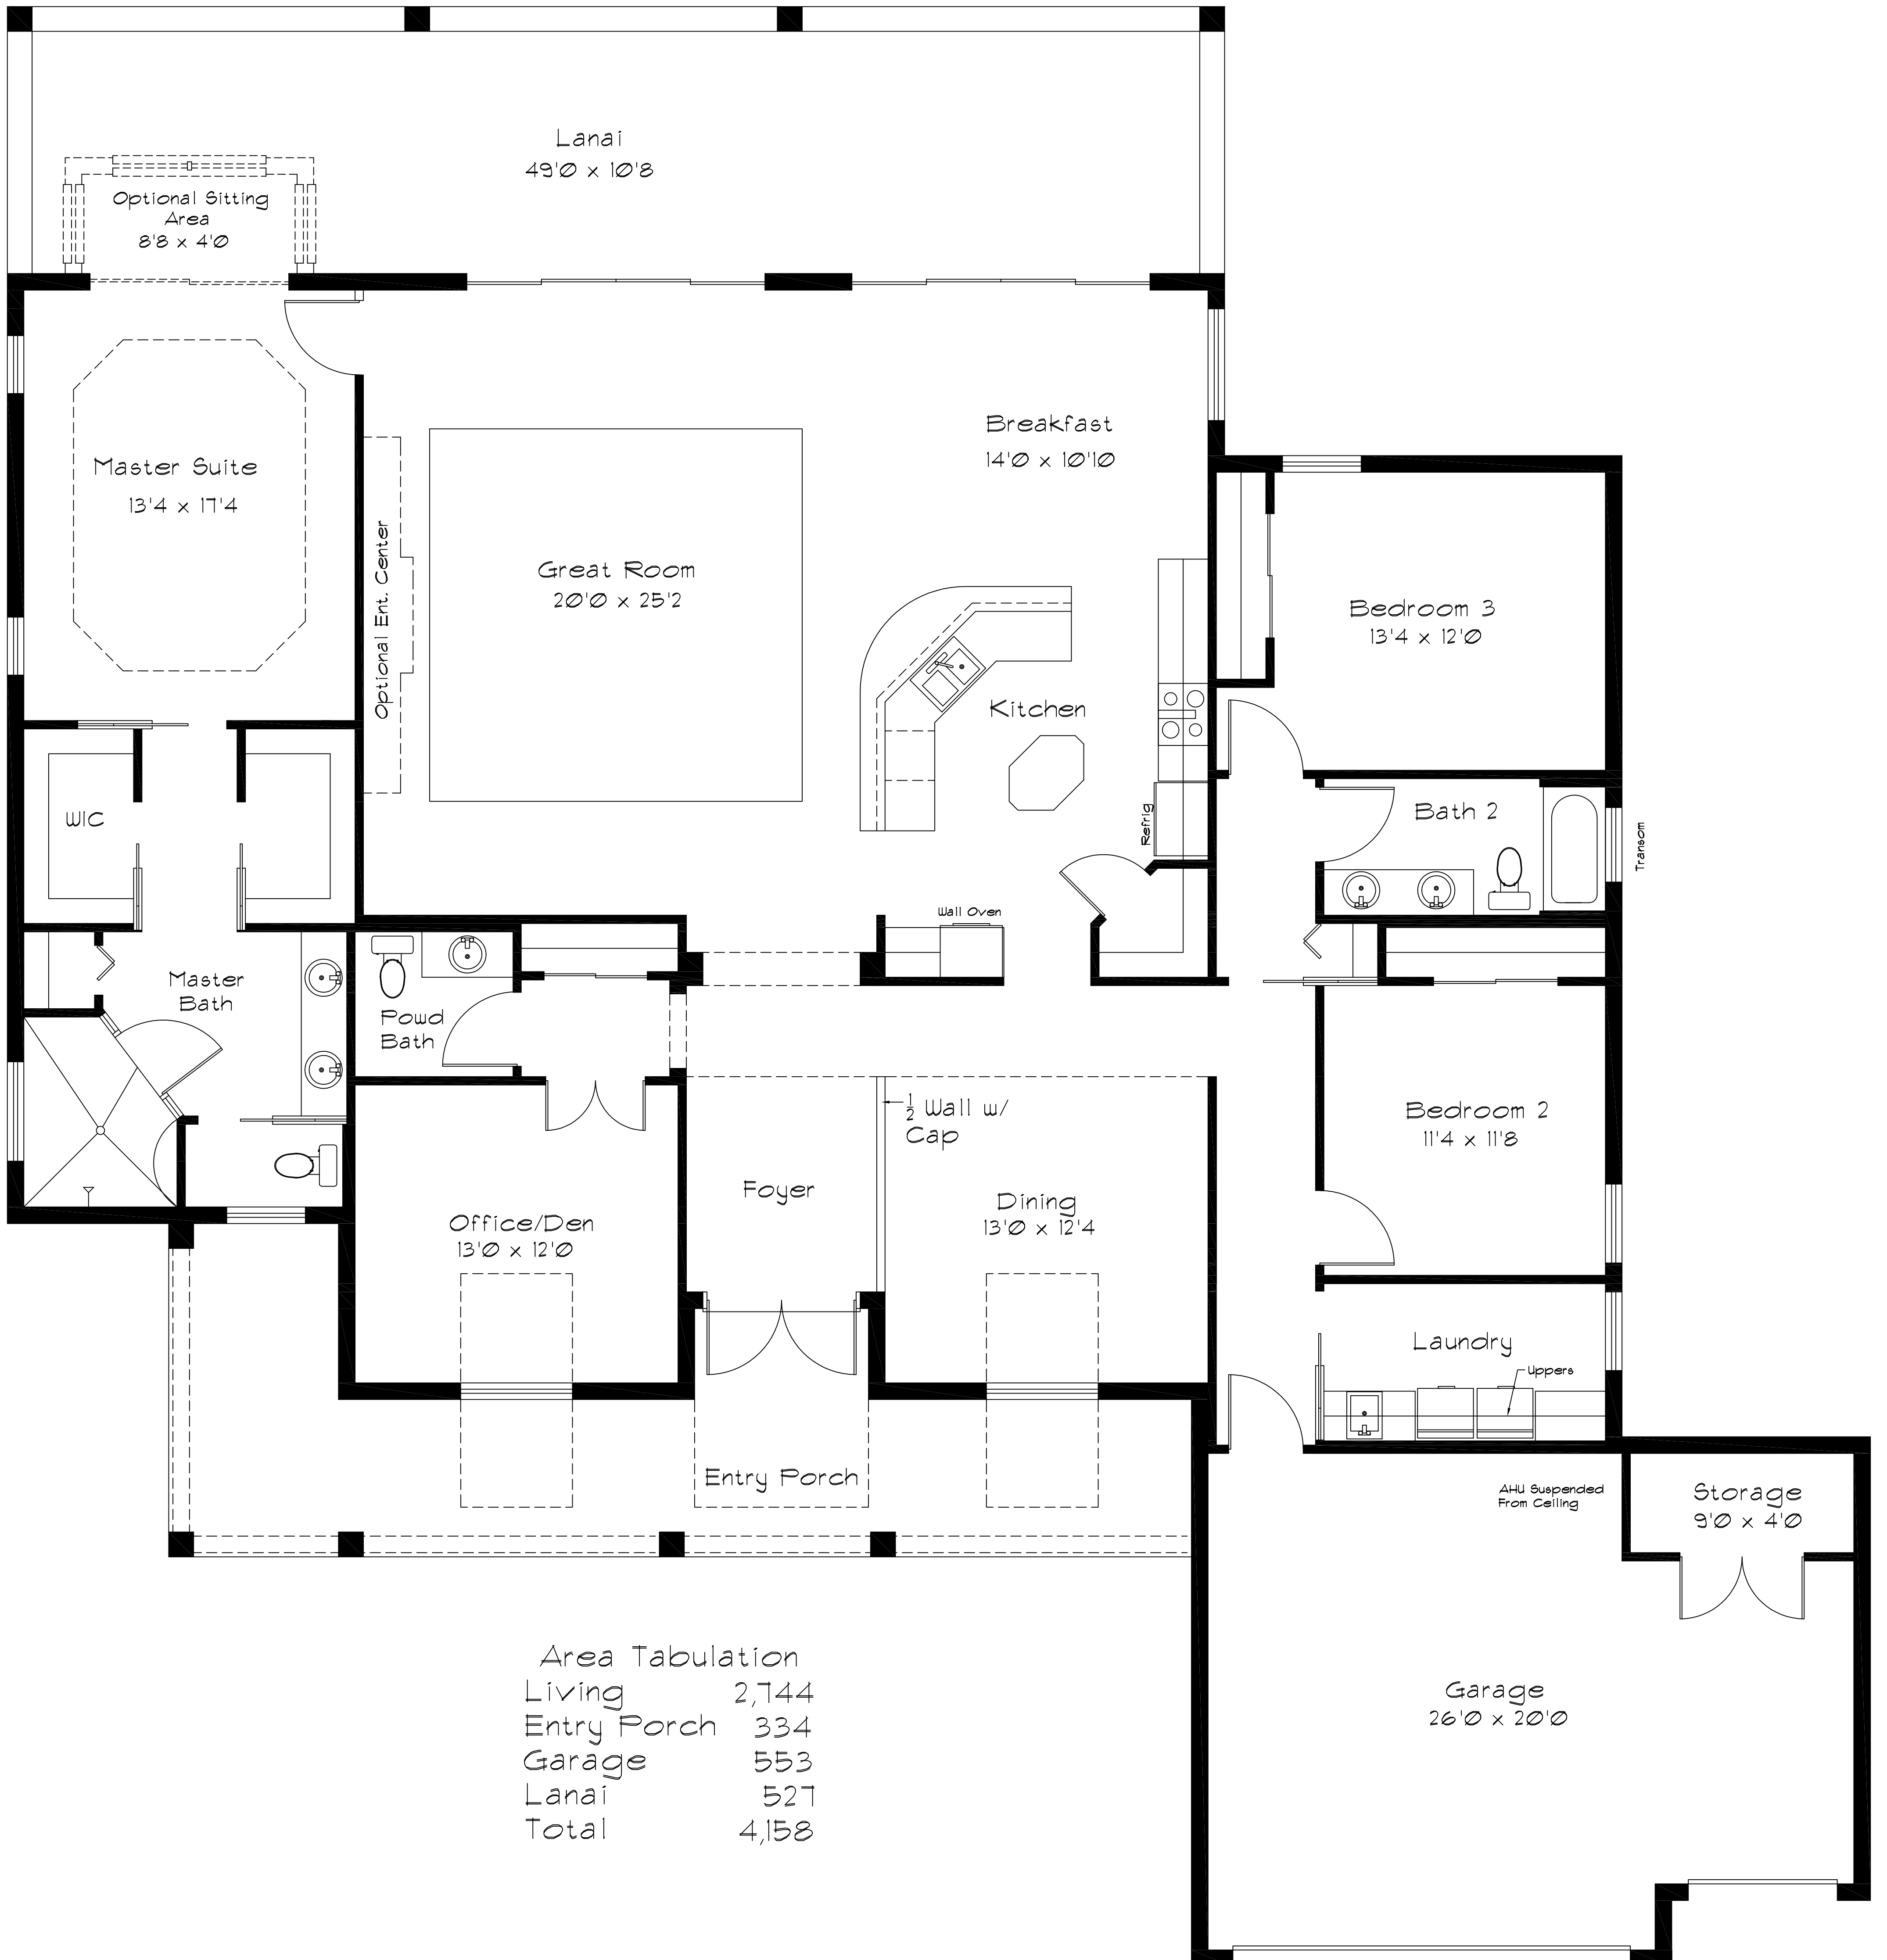 Lanai
49'0 x 10'8
Optional Sitting
Area
8'8 x 4'0
Breakfast
14'0 x 10'10
Master Suite
13'4 x 17'4
Optional Ent. Center
Great Room
20'0 x 25'2
Bedroom 3
13'4 x 12'0
Kitchen
WIC
Refrig
Bath 2
Transom
Wall Oven
Master
Bath
Powd
Bath
1/2 Wall w/
Cap
Bedroom 2
11'4 x 11'8
Foyer
Dining
13'0 x 12'4
Office/Den
13'0 x 12'0
Laundry
Uppers
Entry Porch
AHU Suspended
From Ceiling
Storage
9'0 x 4'0
Garage
26'0 x 20'0
Area Tabulation
Living 2,744
Entry Porch 334
Garage 553
Lanai 527
Total 4,158